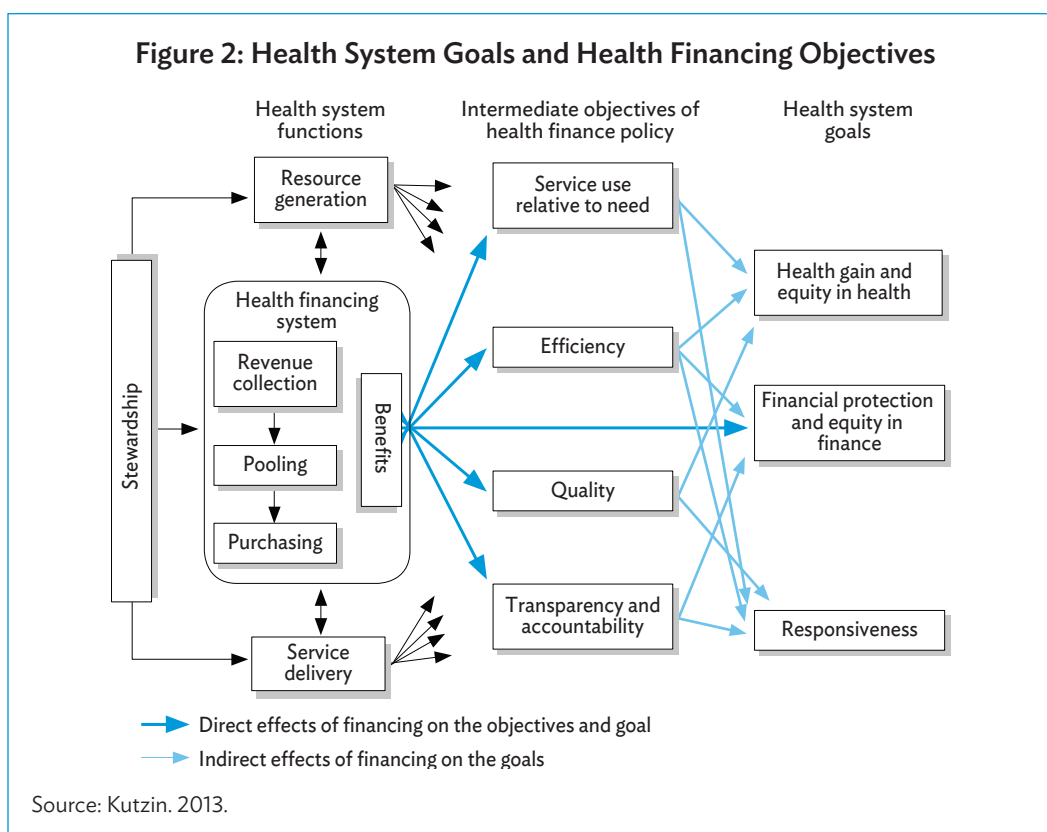 Figure 2: Health System Goals and Health Financing Objectives
Health system
functions
Intermediate objectives of
health finance policy
Health system
goals
Stewardship
Resource
generation
Health financing
system
Revenue
collection
Pooling
Purchasing
Benefits
Service
delivery
Service use
relative to need
Efficiency
Quality
Transparency and
accountability
Health gain and
equity in health
Financial protection
and equity in
finance
Responsiveness
Direct effects of financing on the objectives and goal
Indirect effects of financing on the goals
Source: Kutzin. 2013.